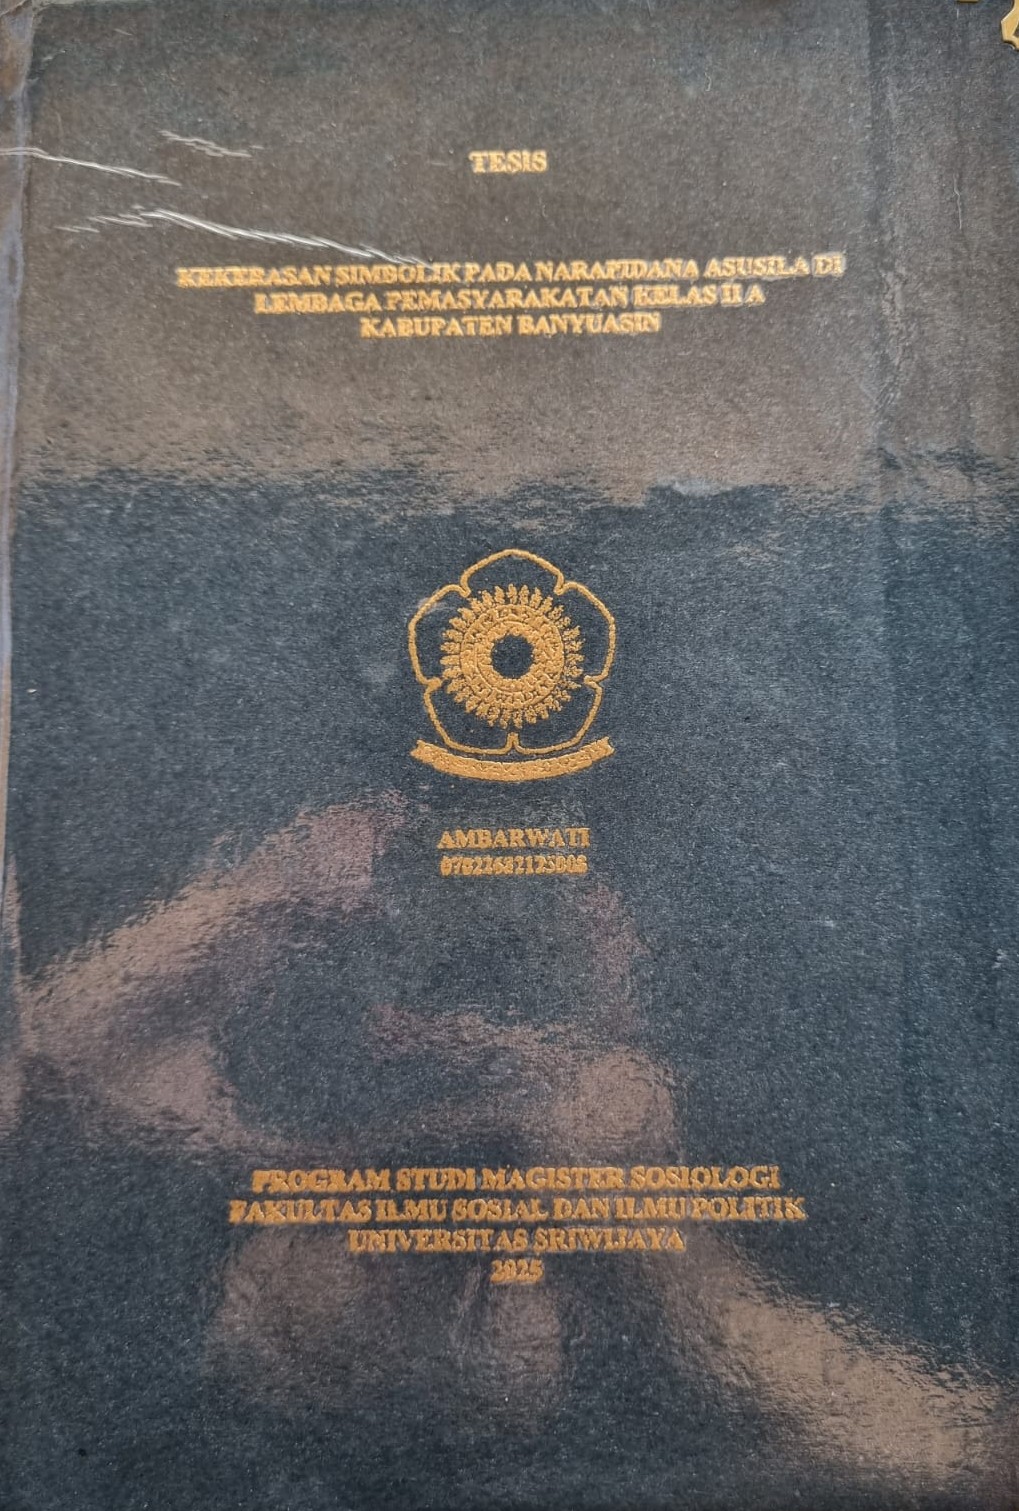 TESIS
KEKERASAN SIMBOLIK PADA NARAPIDANA ASUSILA DI
LEMBAGA PEMASYARAKATAN KELAS II A
KABUPATEN BANYUASIN
AMBARWATI
PROGRAM STUDI MAGISTER SOSIOLOGI
FAKULTAS ILMU SOSIAL DAN ILMU POLITIK
UNIVERSITAS SRIWIJAYA
2025